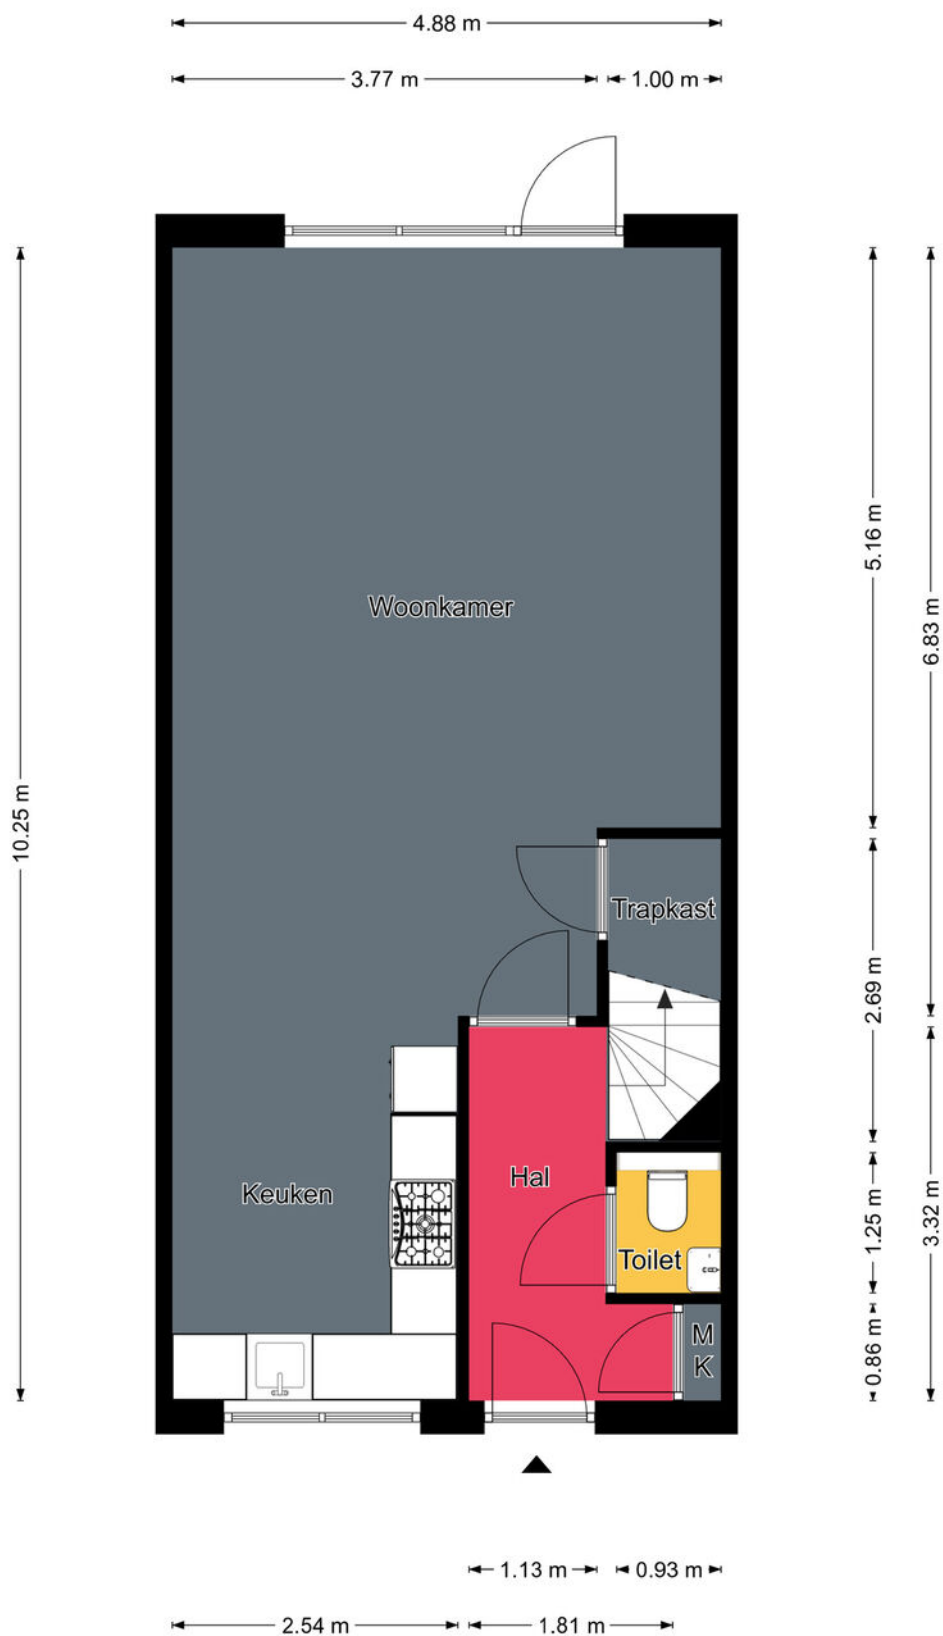 4.88 m
3.77 m
1.00 m
10.25 m
5.16 m
6.83 m
Woonkamer
Trapkast
2.69 m
Hal
Keuken
1.25 m
3.32 m
Toilet
M
K
0.86 m
1.13 m
0.93 m
2.54 m
1.81 m